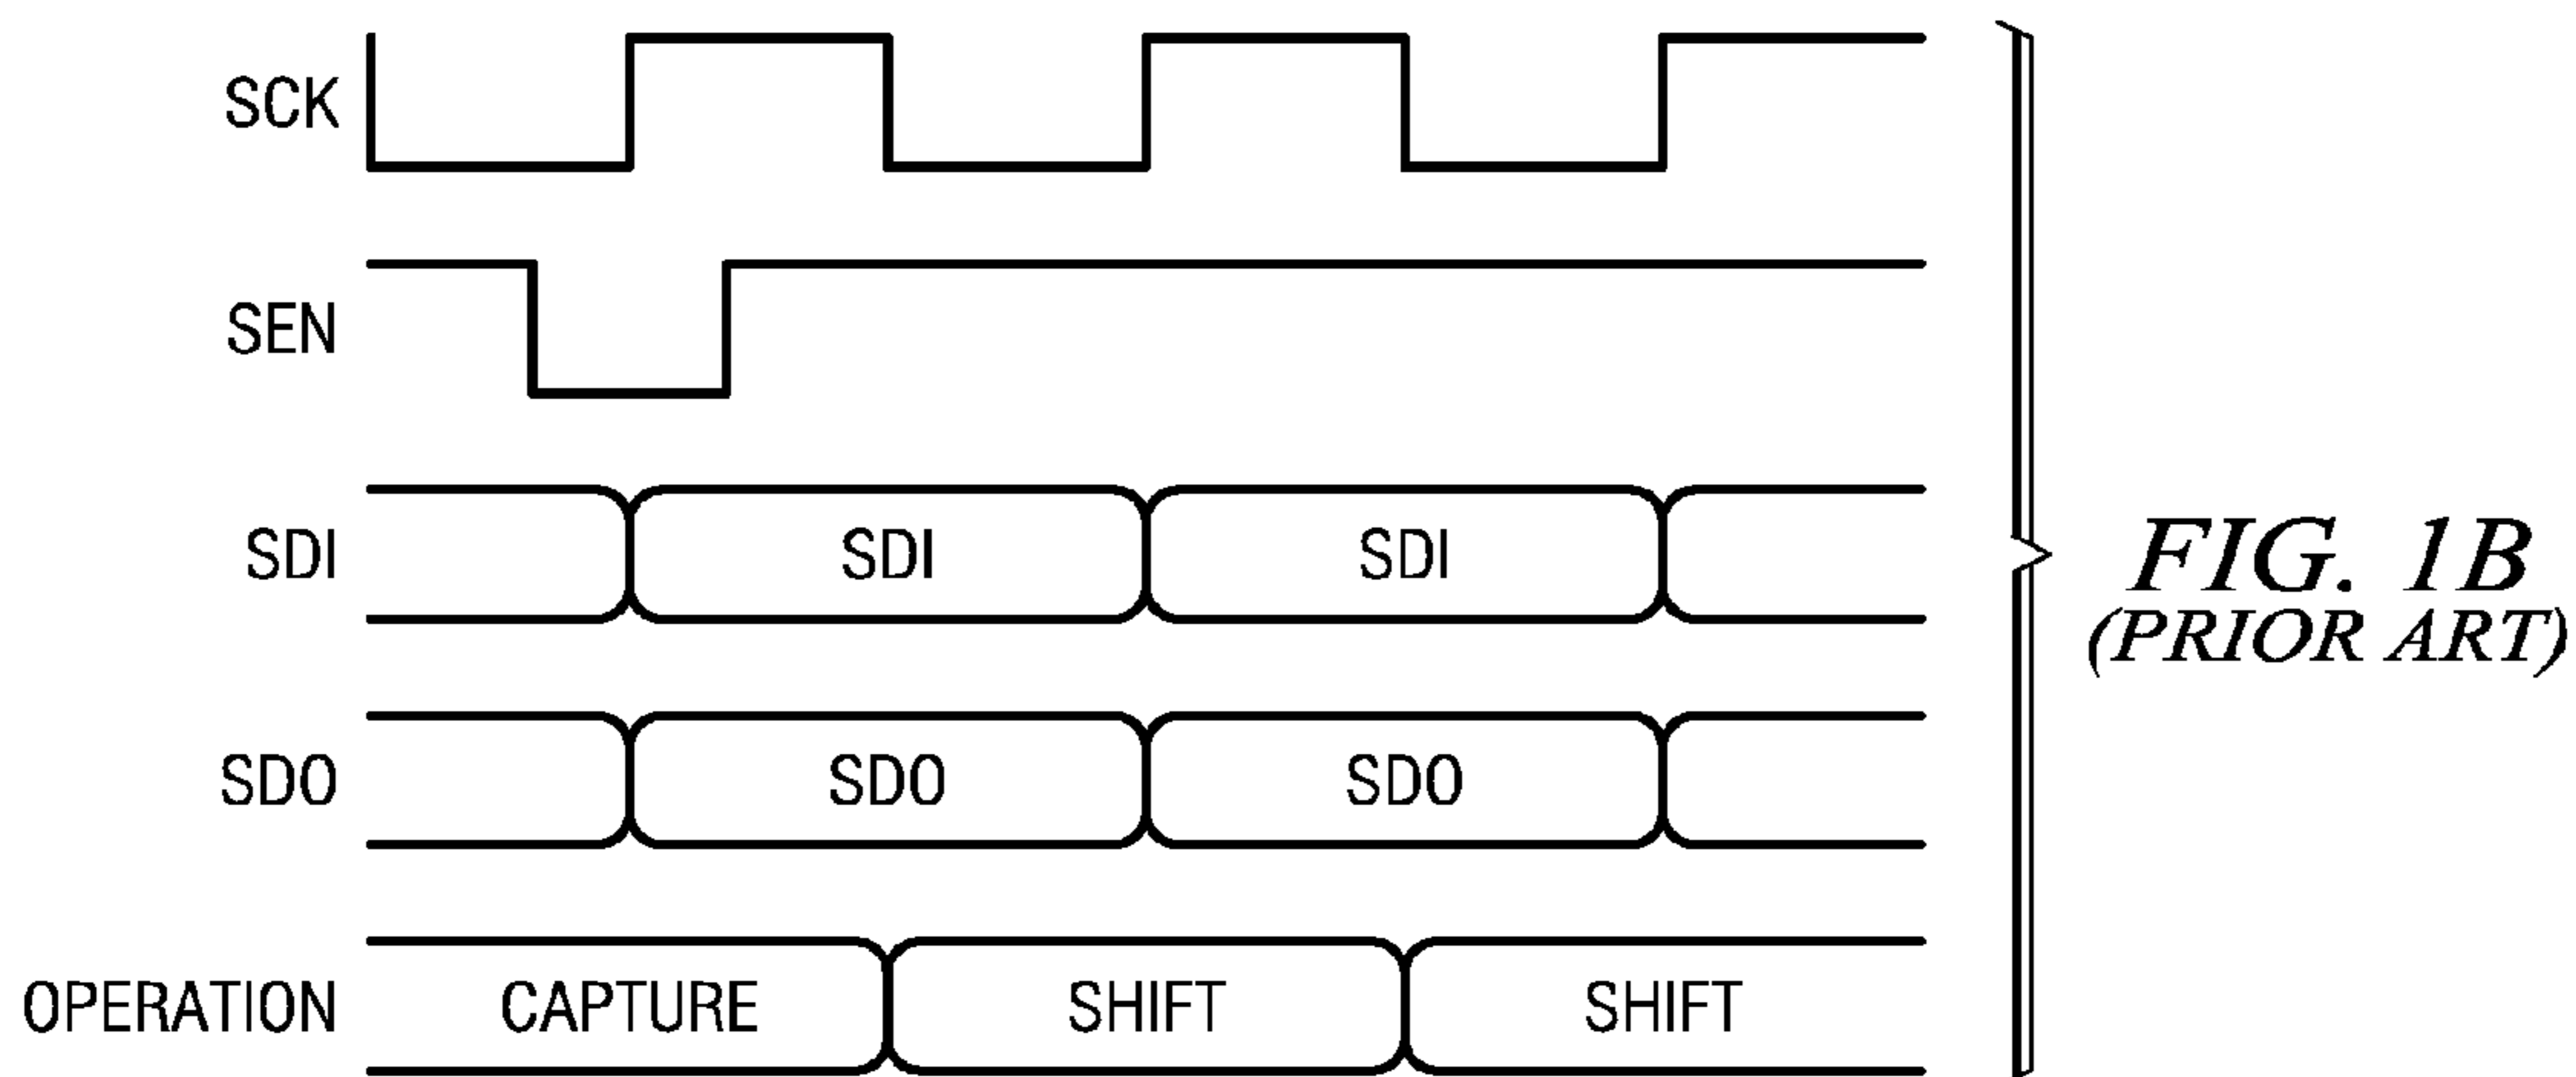 SCK
SEN
SDI SDI SDI
SDO SDO SDO
OPERATION CAPTURE SHIFT SHIFT
FIG. 1B
(PRIOR ART)